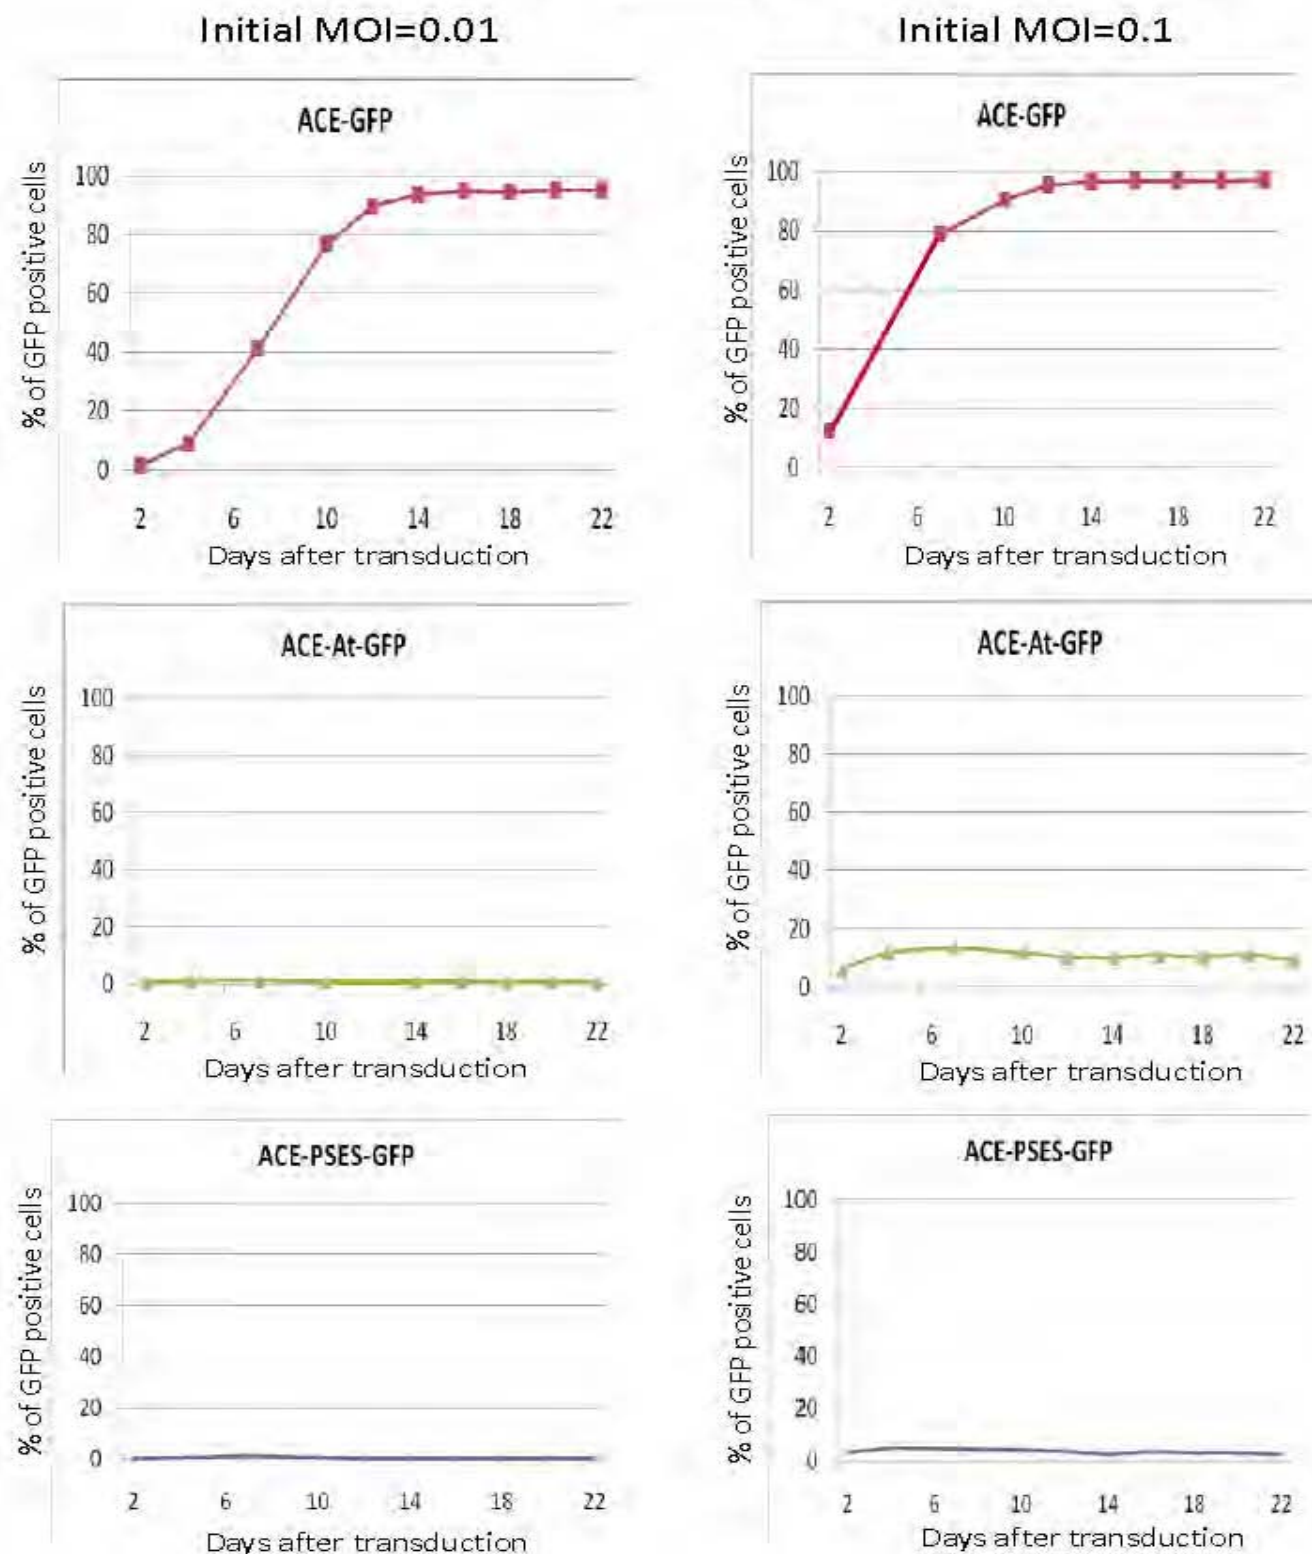 Initial MOI=0.01
Initial MOI=0.1
ACE-GFP
% of GFP positive cells
100
80
60
40
20
0
2 6 10 14 18 22
Days after transduction
ACE-GFP
% of GFP positive cells
100
80
60
40
20
0
2 6 10 14 18 22
Days after transduction
ACE-At-GFP
% of GFP positive cells
100
80
60
40
20
0
2 6 10 14 18 22
Days after transduction
ACE-At-GFP
% of GFP positive cells
100
80
60
40
20
0
2 6 10 14 18 22
Days after transduction
ACE-PSES-GFP
% of GFP positive cells
100
80
60
40
20
0
2 6 10 14 18 22
Days after transduction
ACE-PSES-GFP
% of GFP positive cells
100
80
60
40
20
0
2 6 10 14 18 22
Days after transduction